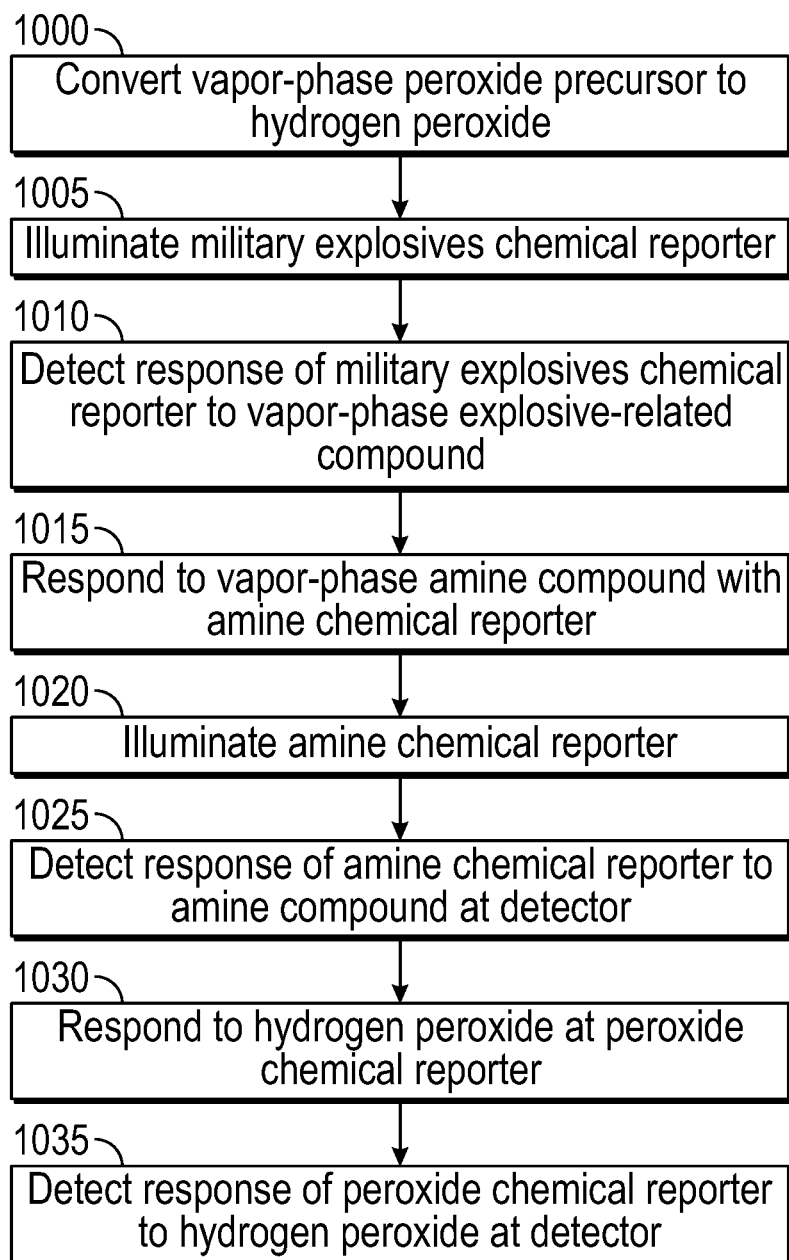 1000
Convert vapor-phase peroxide precursor to
hydrogen peroxide
1005
Illuminate military explosives chemical reporter
1010
Detect response of military explosives chemical
reporter to vapor-phase explosive-related
compound
1015
Respond to vapor-phase amine compound with
amine chemical reporter
1020
Illuminate amine chemical reporter
1025
Detect response of amine chemical reporter to
amine compound at detector
1030
Respond to hydrogen peroxide at peroxide
chemical reporter
1035
Detect response of peroxide chemical reporter
to hydrogen peroxide at detector